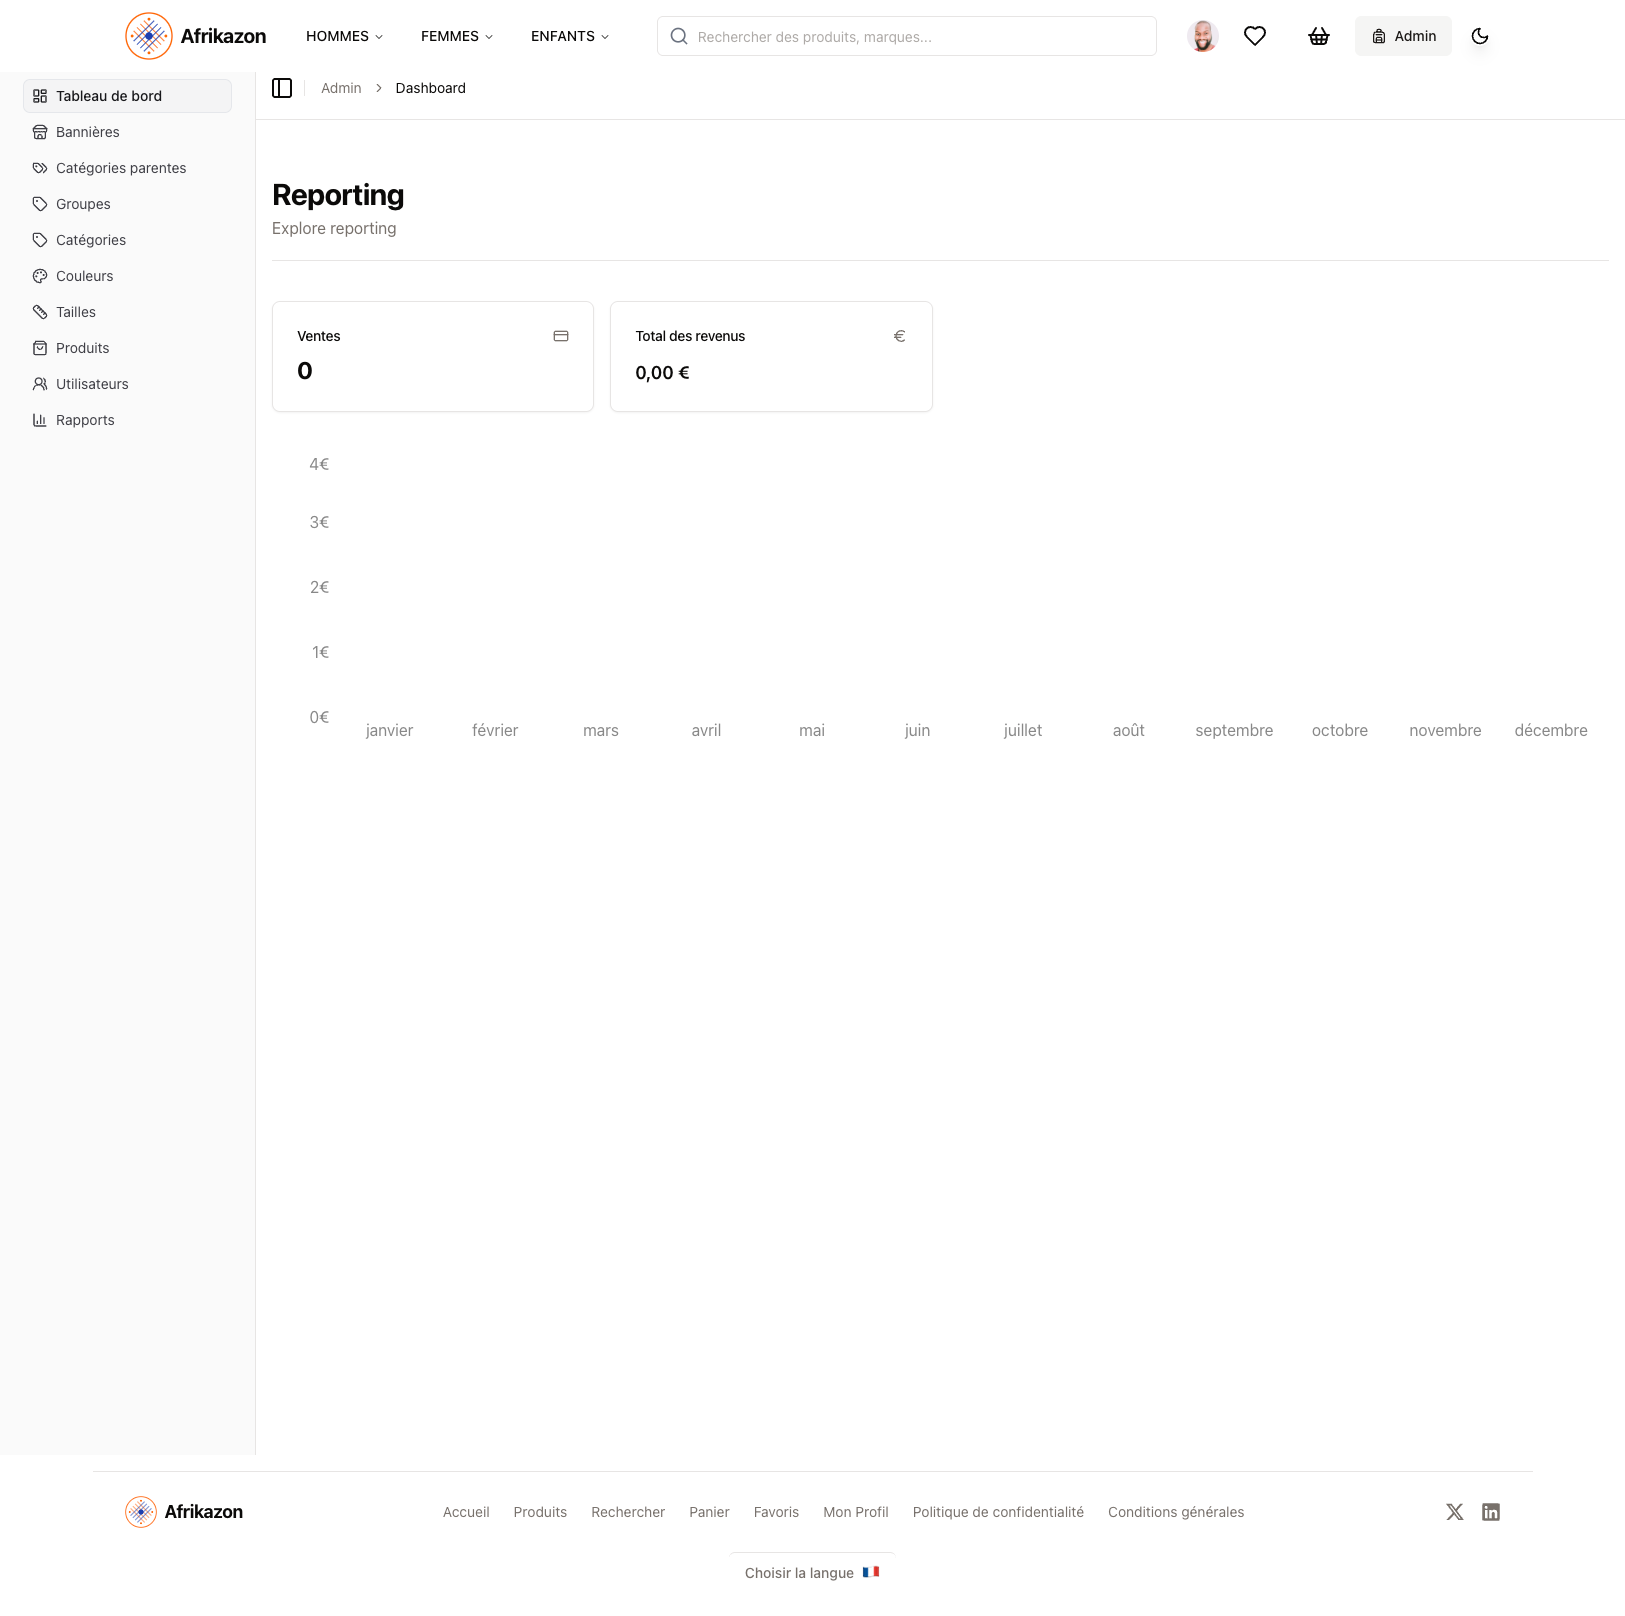 Afrikazon
HOMMES FEMMES ENFANTS
Rechercher des produits, marques...
Admin
Tableau de bord
Bannières
Catégories parentes
Groupes
Catégories
Couleurs
Tailles
Produits
Utilisateurs
Rapports
Admin Dashboard
Reporting
Explore reporting
Ventes
0
Total des revenus
€
0,00 €
4€
3€
2€
1€
0€
janvier février mars avril mai juin juillet août septembre octobre novembre décembre
Afrikazon
Accueil Produits Rechercher Panier Favoris Mon Profil Politique de confidentialité Conditions générales
Choisir la langue